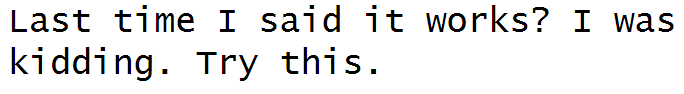 Last time I said it works? I was
kidding. Try this.